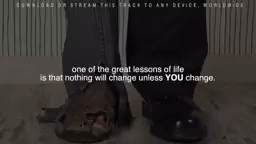 DOWNLOAD OR STREAM THIS TRACK TO ANY DEVICE, WORLDWIDE
one of the great lessons of life
is that nothing will change unless YOU change.